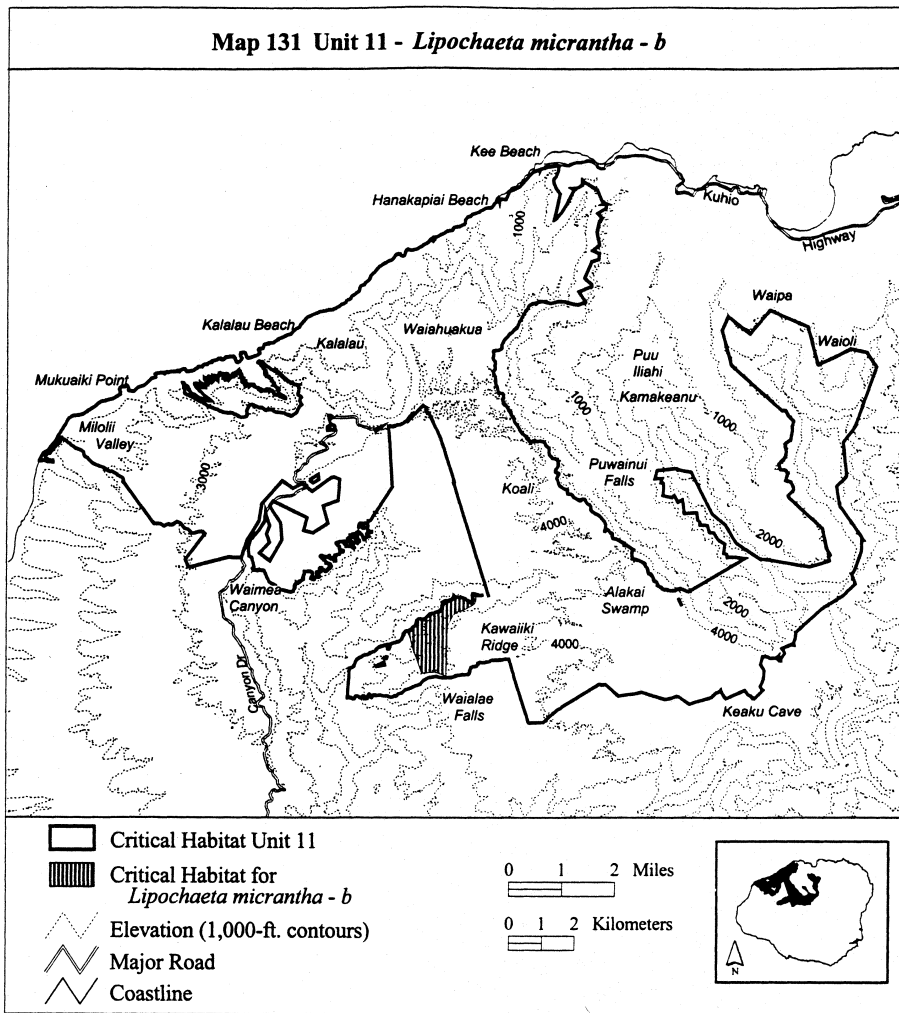 Map 131 Unit 11 - Lipochaeta micrantha - b
Kee Beach
Hanakapiai Beach
Kuhio
Highway
1000
Waipa
Kalalau Beach
Kalalau
Waiahuakua
Waioli
Puu
Iliahi
Mukuaiki Point
Kamakeanu
1000
1000
Milolii
Valley
3000
Puwainui
Falls
Koali
4000
2000
Waimea
Canyon
Alakai
Swamp
2000
4000
Kawaiiki
Ridge
4000
Canyon Dr
Waialae
Falls
Keaku Cave
Critical Habitat Unit 11
Critical Habitat for
Lipochaeta micrantha - b
Elevation (1,000-ft. contours)
Major Road
Coastline
0 1 2 Miles
0 1 2 Kilometers
N